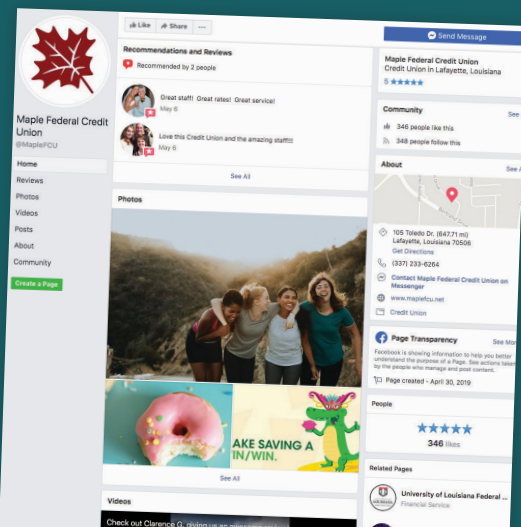 Like
Share
Send Message
Maple Federal Credit
Union
@MapleFCU
Home
Reviews
Photos
Videos
Posts
About
Community
Create a Page
Recommendations and Reviews
Recommended by 2 people
Great staff! Great rates! Great service!
May 6
Love this Credit Union and the amazing staff!!!
May 6
See All
Photos
AKE SAVING A
IN/WIN.
See All
Videos
Check out Clarence G. giving us an awesome
Maple Federal Credit Union
Credit Union in Lafayette, Louisiana
5 ★★★★★
Community
See
346 people like this
348 people follow this
About
See
105 Toledo Dr. (647.71 mi)
Lafayette, Louisiana 70506
Get Directions
(337) 233-6264
Contact Maple Federal Credit Union on
Messenger
www.maplefcu.net
Credit Union
Page Transparency
See Mo
Facebook is showing information to help you better
understand the purpose of a Page. See actions taken
by the people who manage and post content.
Page created - April 30, 2019
People
★★★★★
346 likes
Related Pages
University of Louisiana Federal ...
Financial Service